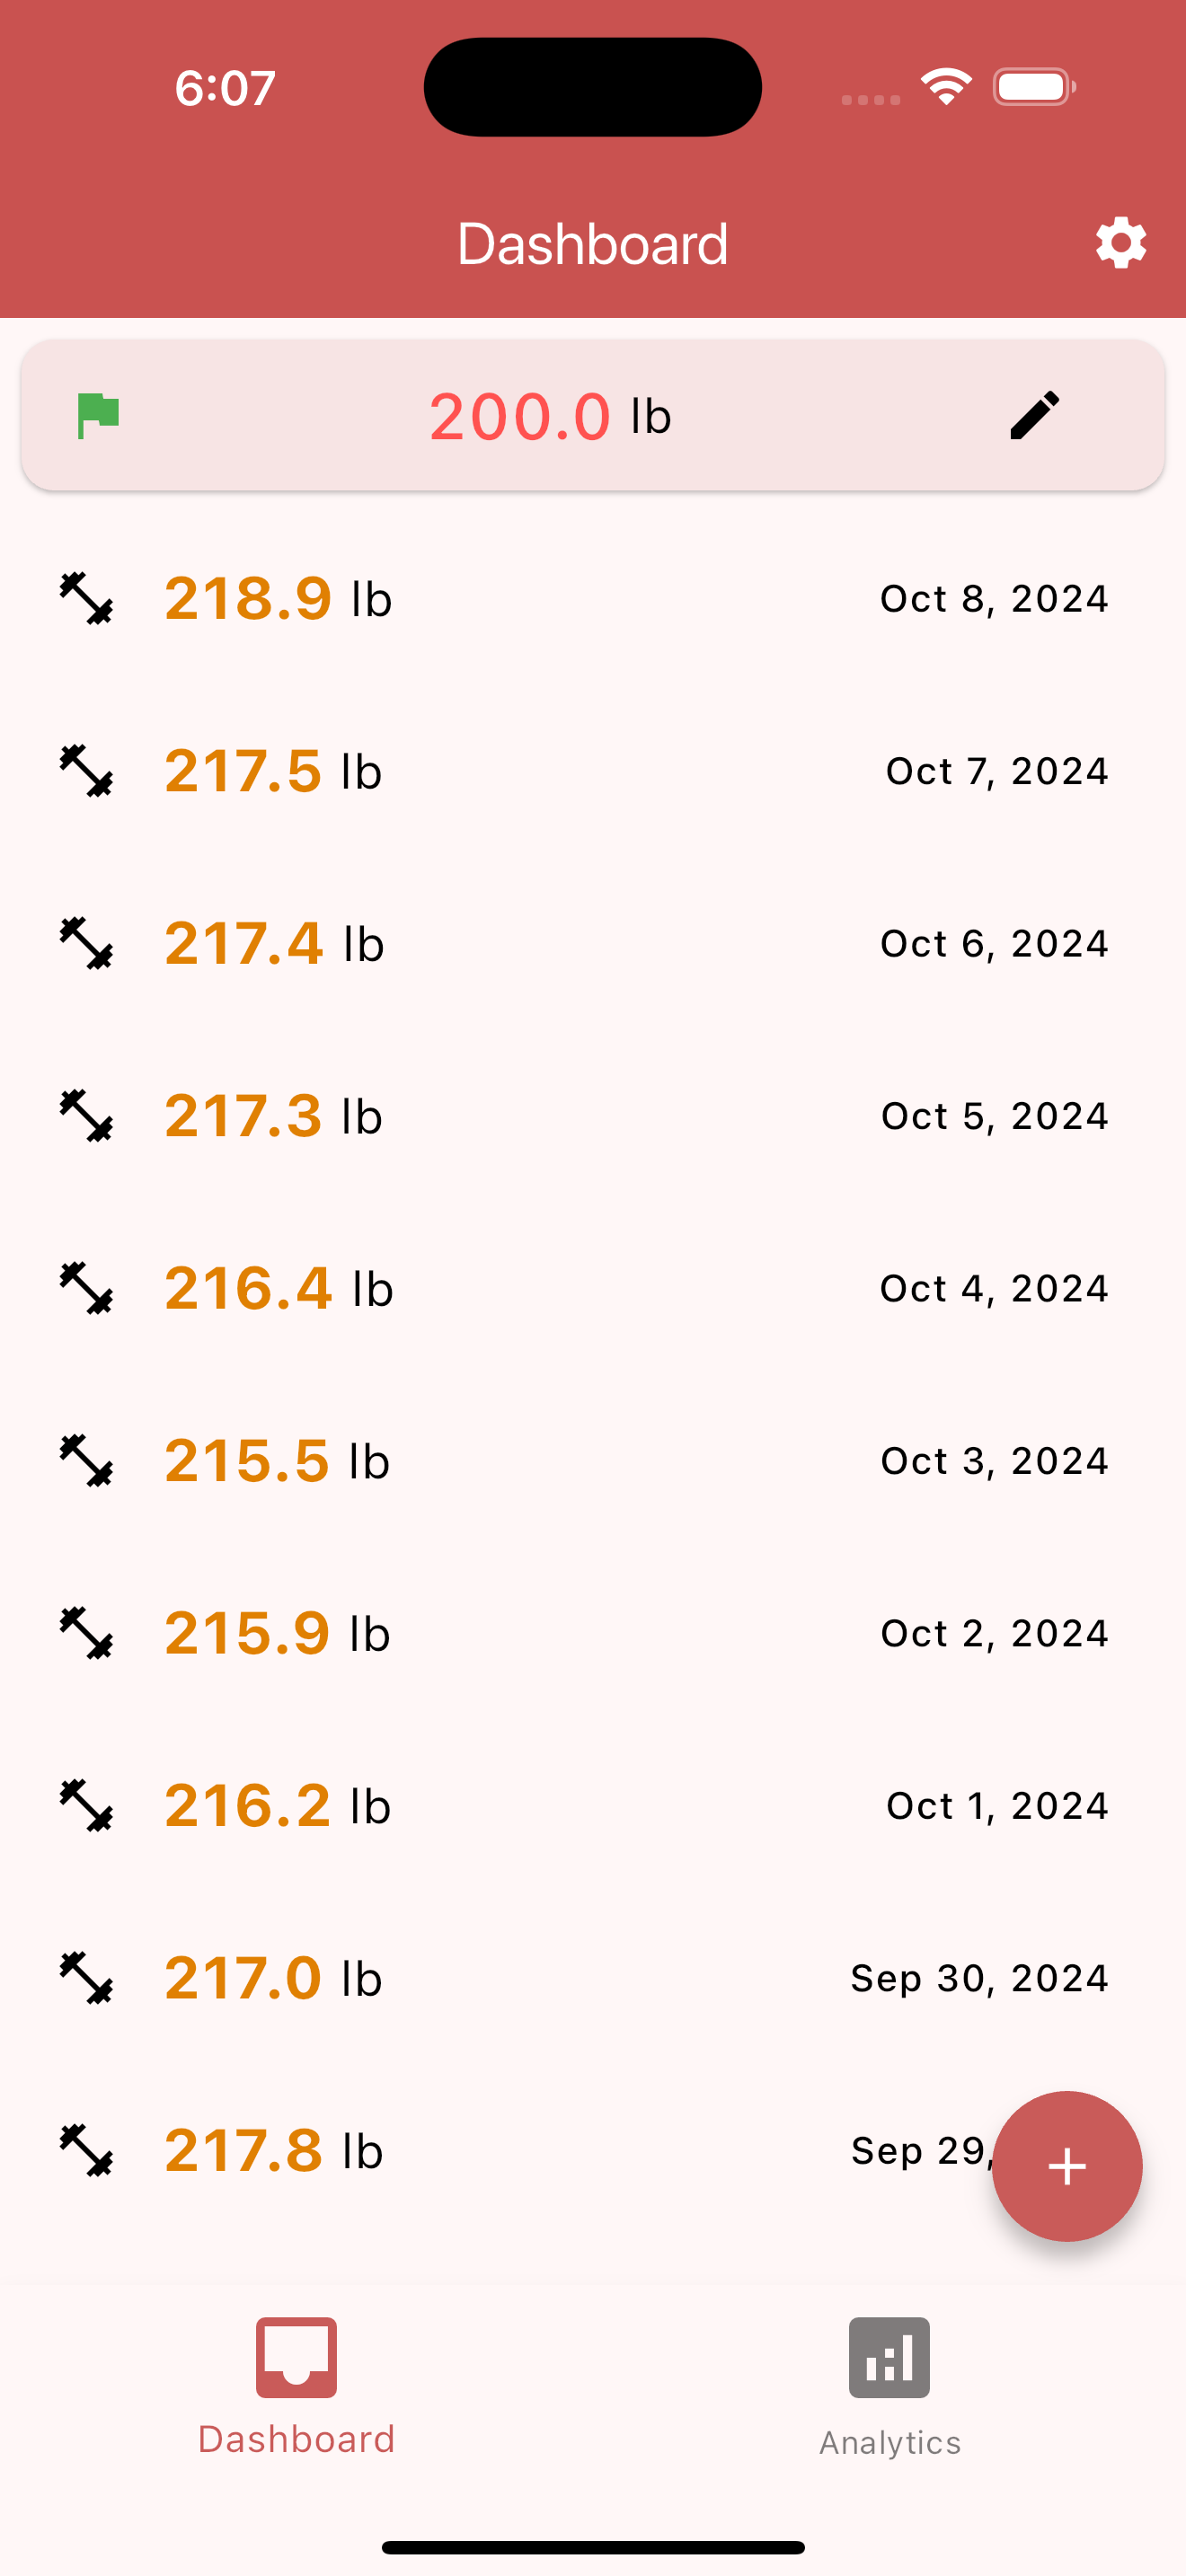 6:07
Dashboard
200.0 lb
218.9 lb Oct 8, 2024
217.5 lb Oct 7, 2024
217.4 lb Oct 6, 2024
217.3 lb Oct 5, 2024
216.4 lb Oct 4, 2024
215.5 lb Oct 3, 2024
215.9 lb Oct 2, 2024
216.2 lb Oct 1, 2024
217.0 lb Sep 30, 2024
217.8 lb Sep 29,
Dashboard
Analytics